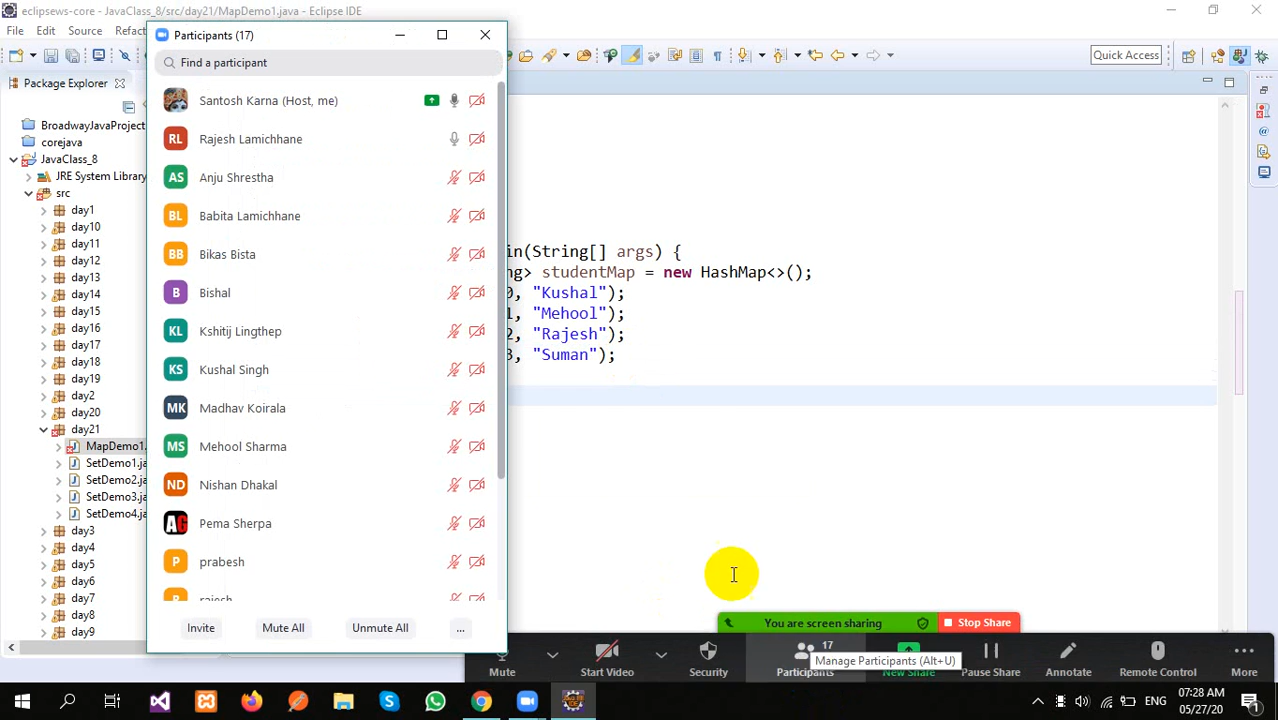 eclipsews-core - JavaClass_8/src/day21/MapDemo1.java - Eclipse IDE
File Edit Source Refact
Quick Access
Package Explorer
BroadwayJavaProject
corejava
JavaClass_8
JRE System Library
src
day1
day10
day11
day12
day13
day14
day15
day16
day17
day18
day19
day2
day20
day21
MapDemo1.
SetDemo1.ja
SetDemo2.ja
SetDemo3.ja
SetDemo4.ja
day3
day4
day5
day6
day7
day8
day9
Participants (17)
Find a participant
Santosh Karna (Host, me)
RL Rajesh Lamichhane
AS Anju Shrestha
BL Babita Lamichhane
BB Bikas Bista
B Bishal
KL Kshitij Lingthep
KS Kushal Singh
MK Madhav Koirala
MS Mehool Sharma
ND Nishan Dhakal
AG Pema Sherpa
P prabesh
R rajesh
Invite Mute All Unmute All ...
in(String[] args) {
ng> studentMap = new HashMap<>();
0, "Kushal");
1, "Mehool");
2, "Rajesh");
3, "Suman");
You are screen sharing Stop Share
17
Mute Start Video Security Participants New Share Pause Share Annotate Remote Control More
Manage Participants (Alt+U)
ENG 07:28 AM
05/27/20
1